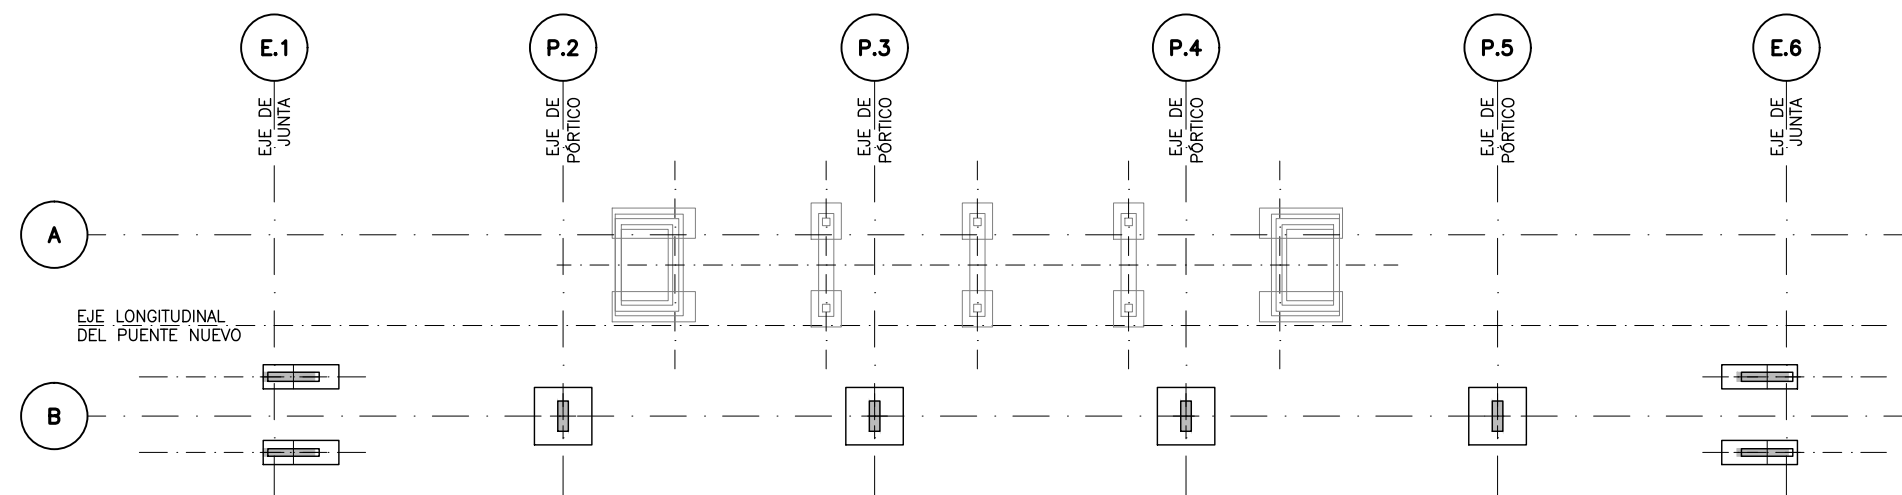 E.1
P.2
P.3
P.4
P.5
E.6
EJE DE
JUNTA
EJE DE
PÓRTICO
EJE DE
PÓRTICO
EJE DE
PÓRTICO
EJE DE
PÓRTICO
EJE DE
JUNTA
A
EJE LONGITUDINAL
DEL PUENTE NUEVO
B